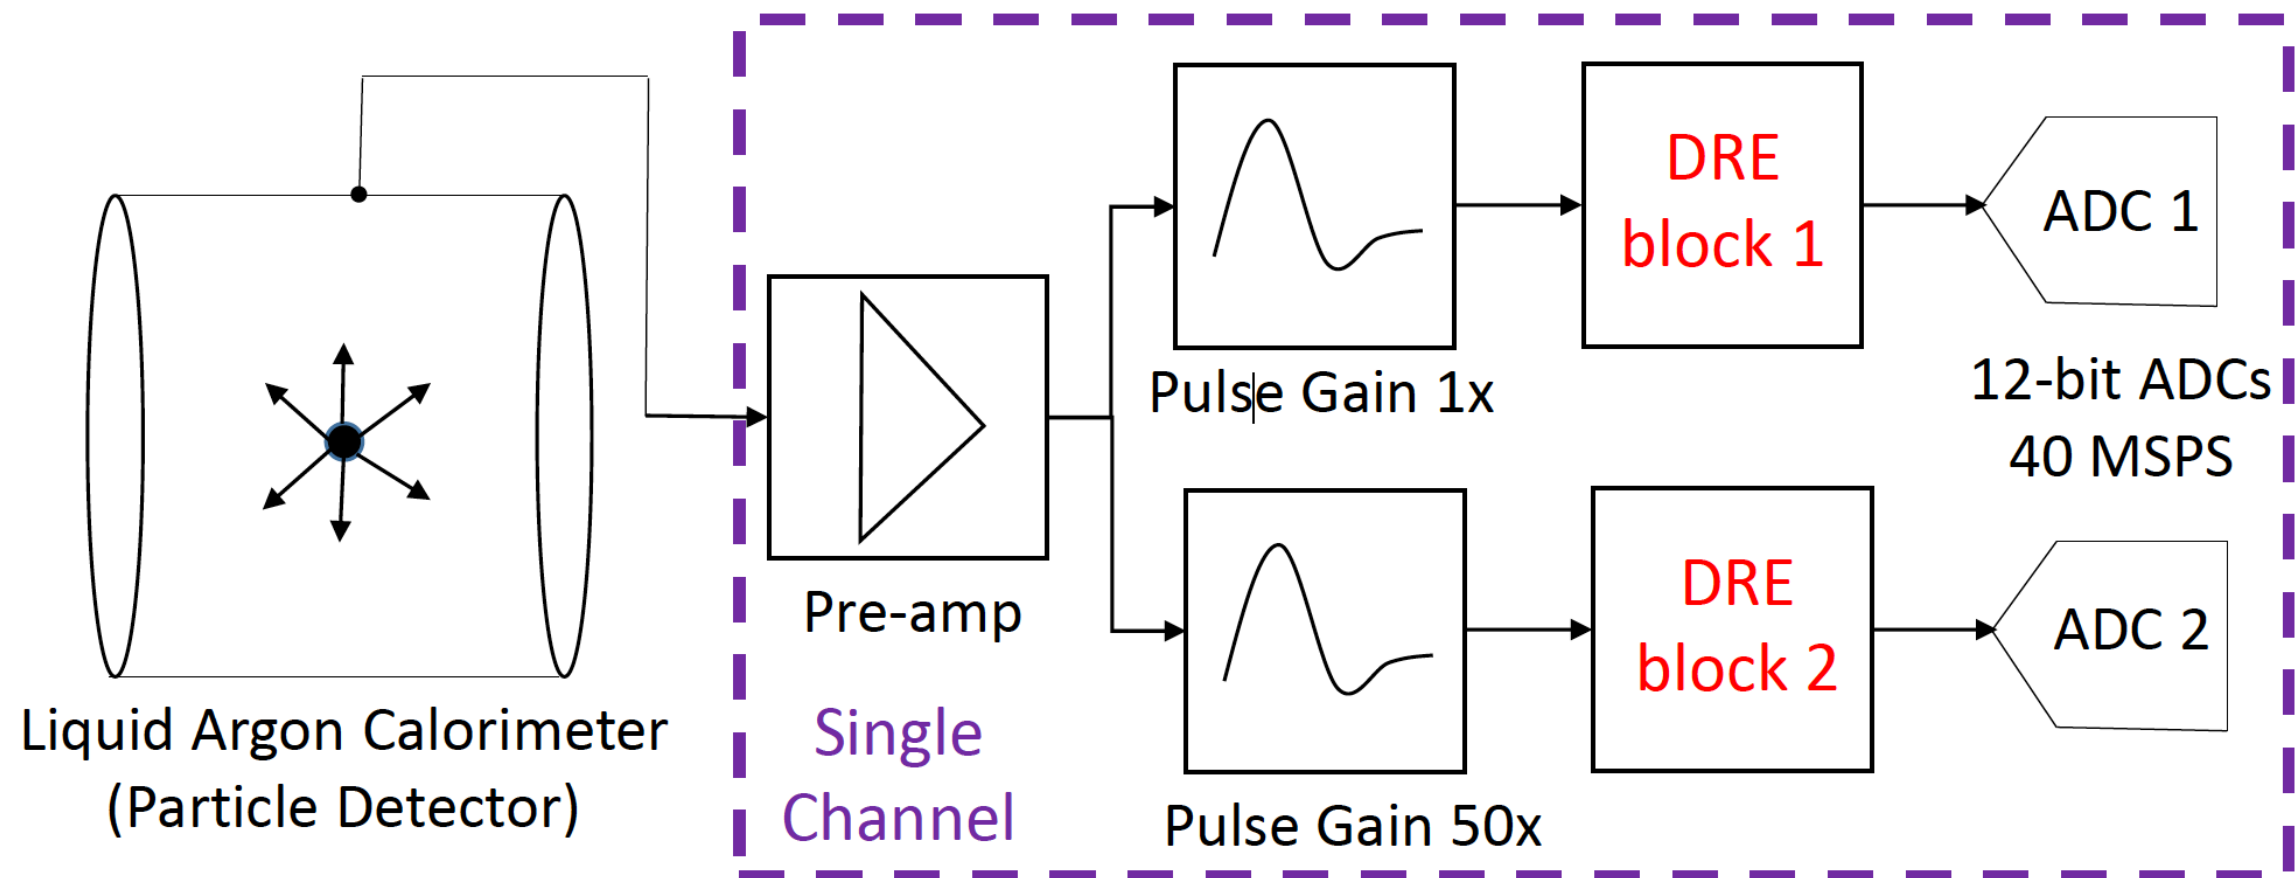 Liquid Argon Calorimeter
(Particle Detector)
Pre-amp
Single
Channel
Pulse Gain 1x
Pulse Gain 50x
DRE
block 1
DRE
block 2
ADC 1
12-bit ADCs
40 MSPS
ADC 2